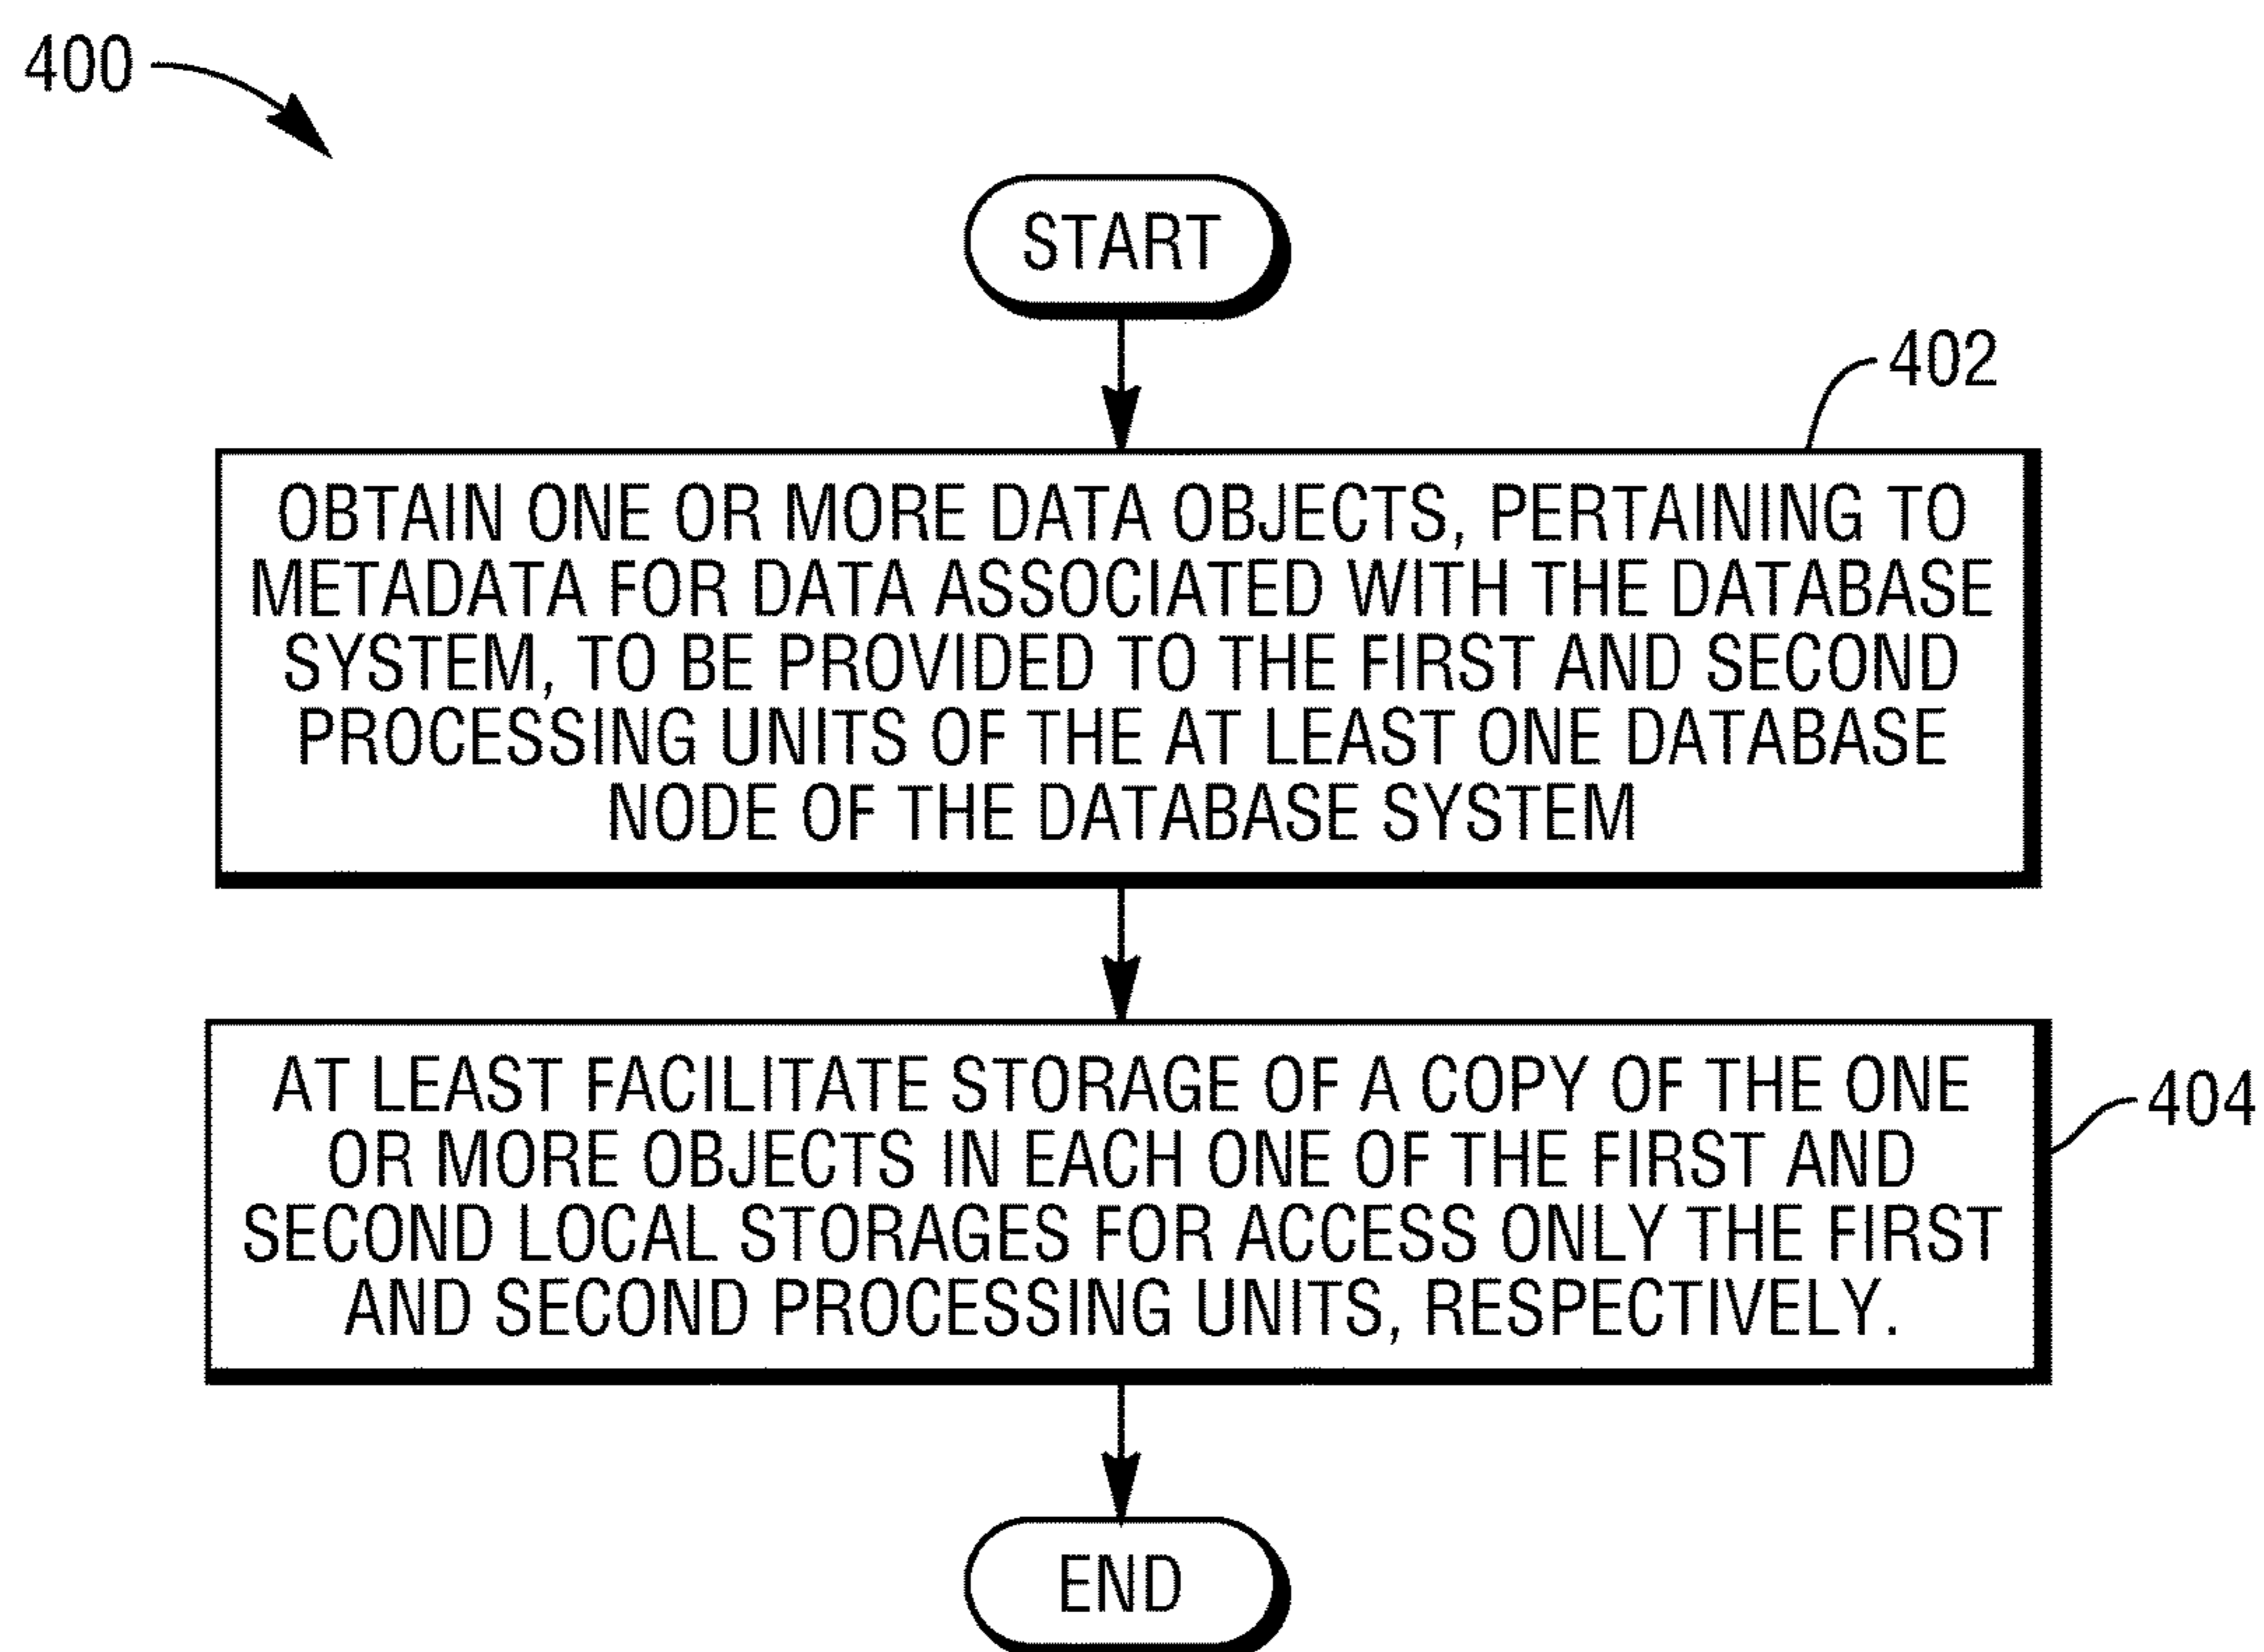 400
START
402
OBTAIN ONE OR MORE DATA OBJECTS, PERTAINING TO
METADATA FOR DATA ASSOCIATED WITH THE DATABASE
SYSTEM, TO BE PROVIDED TO THE FIRST AND SECOND
PROCESSING UNITS OF THE AT LEAST ONE DATABASE
NODE OF THE DATABASE SYSTEM
AT LEAST FACILITATE STORAGE OF A COPY OF THE ONE
OR MORE OBJECTS IN EACH ONE OF THE FIRST AND
SECOND LOCAL STORAGES FOR ACCESS ONLY THE FIRST
AND SECOND PROCESSING UNITS, RESPECTIVELY.
404
END